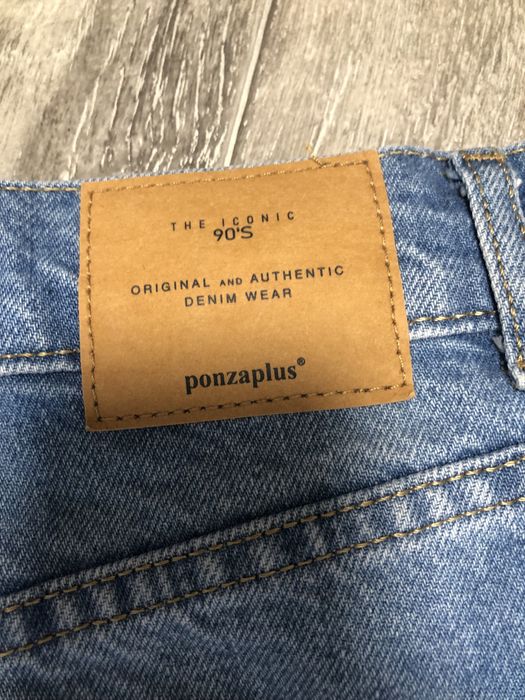 THE ICONIC
90'S
ORIGINAL AND AUTHENTIC
DENIM WEAR
ponzaplus®